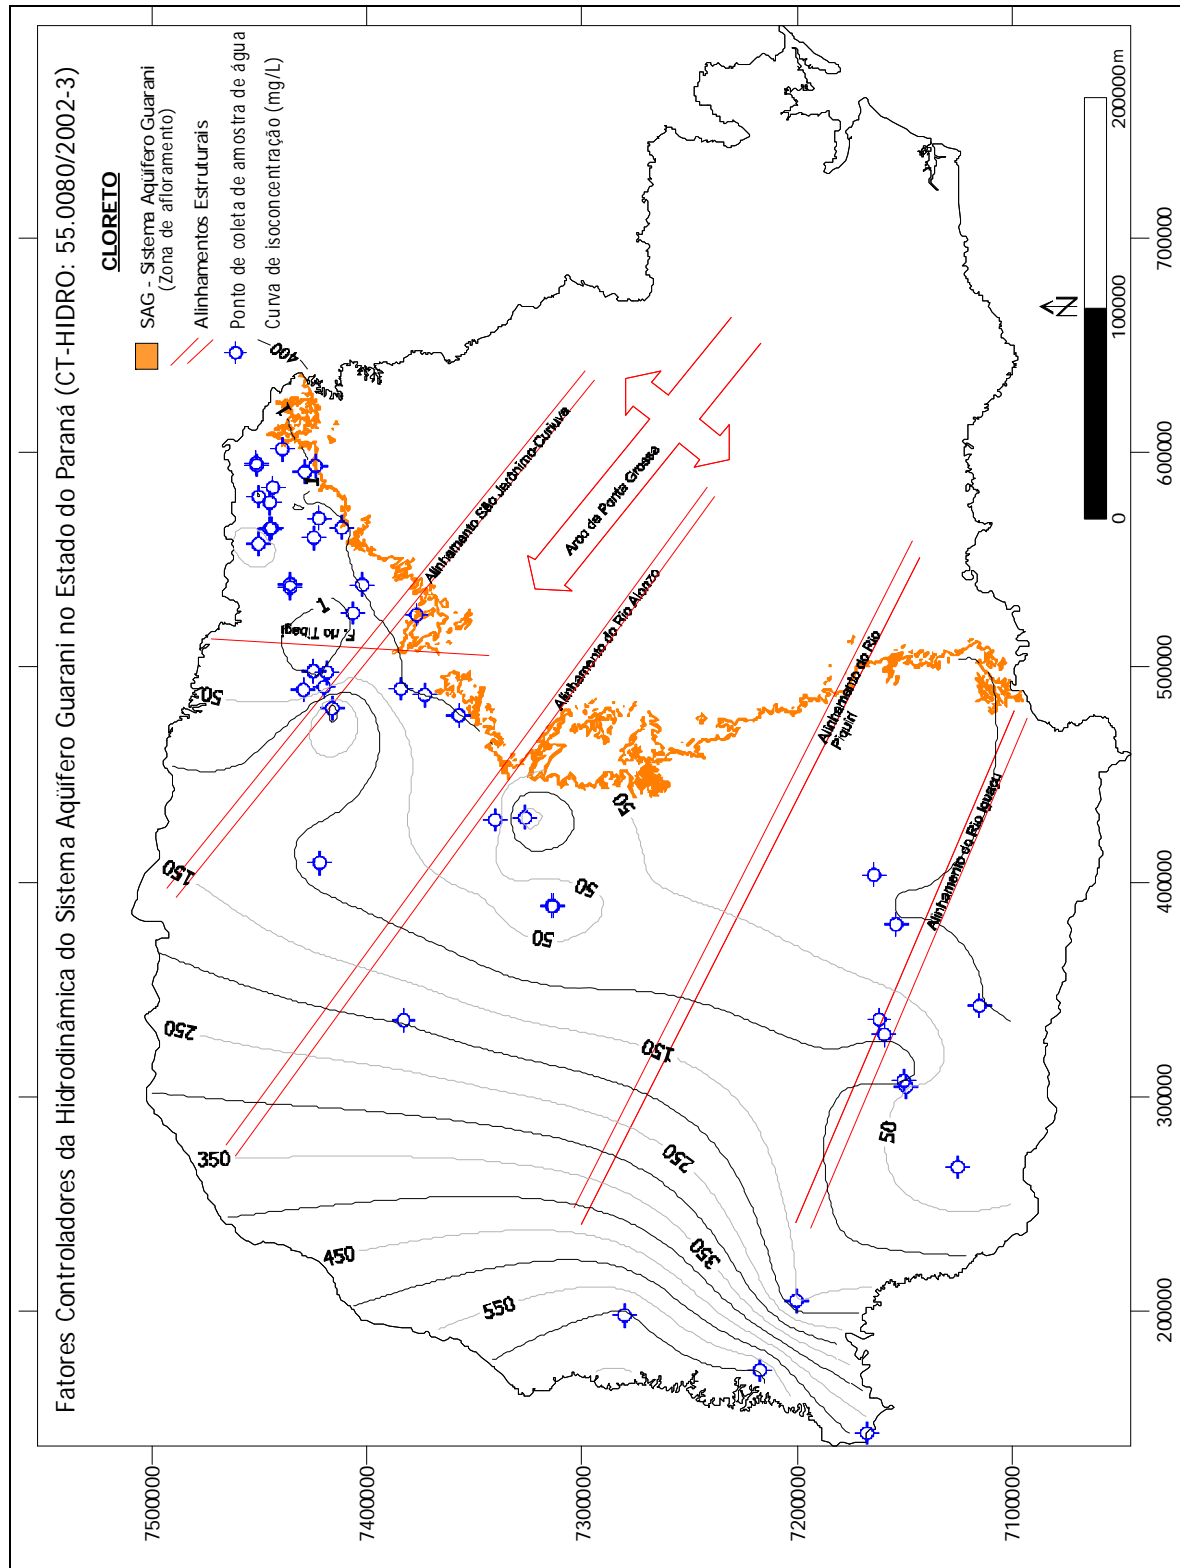 Fatores Controladores da Hidrodinâmica do Sistema Aqüífero Guarani no Estado do Paraná (CT-HIDRO: 55.0080/2002-3)
CLORETO
SAG - Sistema Aqüífero Guarani
(Zona de afloramento)
Alinhamentos Estruturais
Ponto de coleta de amostra de água
Curva de isoconcentração (mg/L)
400
1
1
1
50
50
50
50
50
150
150
250
250
350
350
450
550
F. rio Tibagi
Alinhamento São Jerônimo-Curiúva
Arco de Ponta Grossa
Alinhamento do Rio Alonzo
Alinhamento do Rio
Piquiri
Alinhamento do Rio Iguaçu
N
0
100000
200000m
7500000
7400000
7300000
7200000
7100000
200000
300000
400000
500000
600000
700000